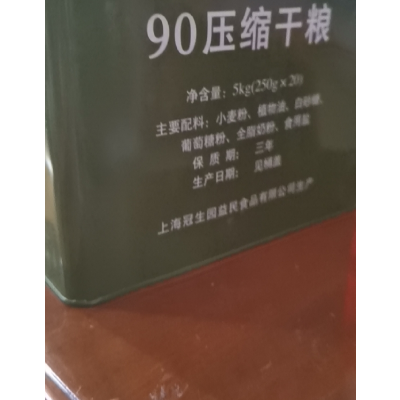 90压缩干粮
净含量：5kg(250g×20)
主要配料：小麦粉、植物油、白砂糖、
葡萄糖粉、全脂奶粉、食用盐
保质期：三年
生产日期：见桶盖
上海冠生园益民食品有限公司生产